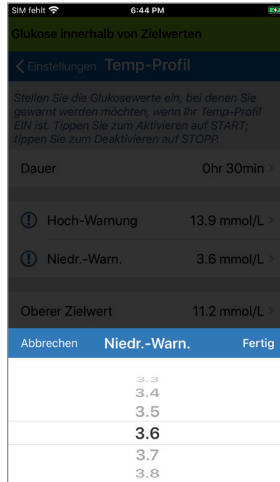 SIM fehlt 6:44 PM
Glukose innerhalb von Zielwerten
Einstellungen Temp-Profil
Stellen Sie die Glukosewerte ein, bei denen Sie
gewarnt werden möchten, wenn Ihr Temp-Profil
EIN ist. Tippen Sie zum Aktivieren auf START;
tippen Sie zum Deaktivieren auf STOPP.
Dauer 0hr 30min
Hoch-Warnung 13.9 mmol/L
Niedr.-Warn. 3.6 mmol/L
Oberer Zielwert 11.2 mmol/L
Abbrechen Niedr.-Warn. Fertig
3.3
3.4
3.5
3.6
3.7
3.8